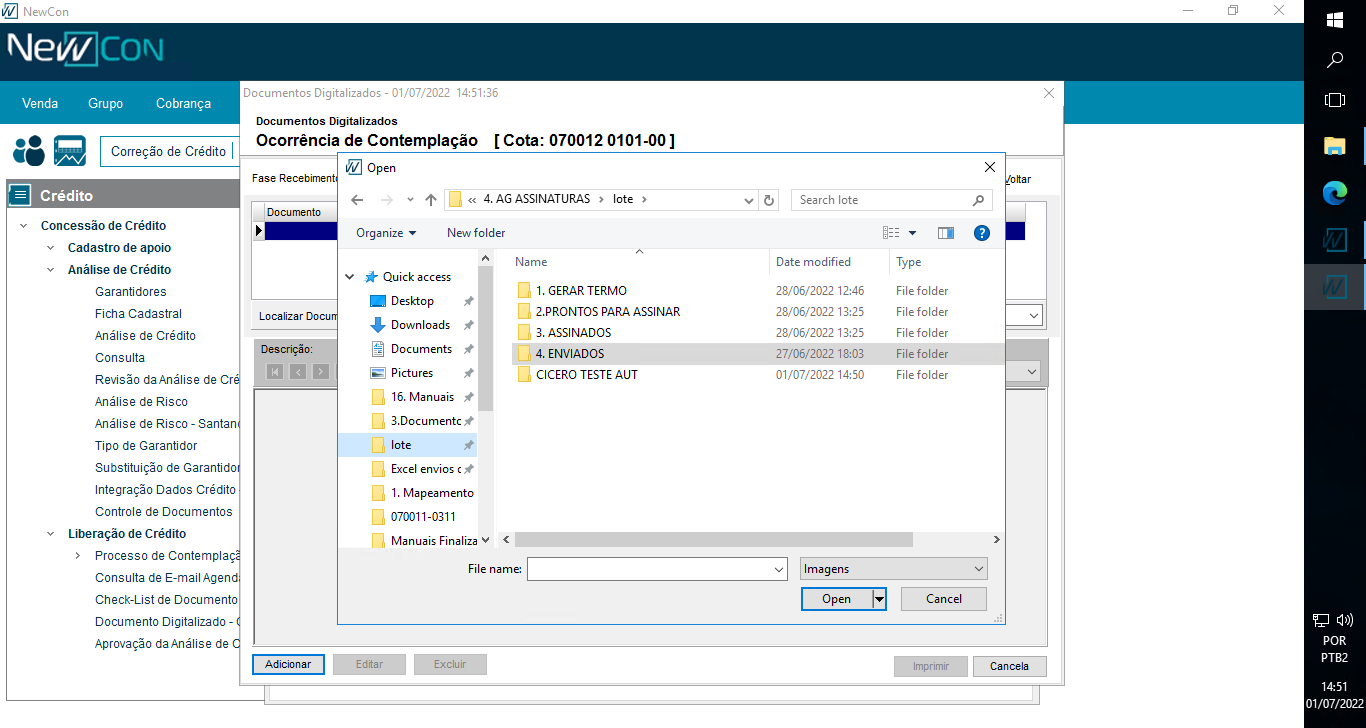 NewCon
NewCon
Venda Grupo Cobrança
Correção de Crédito
Crédito
Concessão de Crédito
Cadastro de apoio
Análise de Crédito
Garantidores
Ficha Cadastral
Análise de Crédito
Consulta
Revisão da Análise de Cré
Análise de Risco
Análise de Risco - Santand
Tipo de Garantidor
Substituição de Garantidor
Integração Dados Crédito -
Controle de Documentos
Liberação de Crédito
Processo de Contemplaçã
Consulta de E-mail Agenda
Check-List de Documento
Documento Digitalizado - C
Aprovação da Análise de C
Documentos Digitalizados - 01/07/2022 14:51:36
Documentos Digitalizados
Ocorrência de Contemplação [ Cota: 070012 0101-00 ]
Fase Recebimento
Voltar
Documento
Localizar Docum
Descrição:
Open
« 4. AG ASSINATURAS › lote ›
Search lote
Organize New folder
Name Date modified Type
Quick access
Desktop
Downloads
Documents
Pictures
16. Manuais
3.Documento
lote
Excel envios c
1. Mapeamento
070011-0311
Manuais Finaliza
1. GERAR TERMO 28/06/2022 12:46 File folder
2.PRONTOS PARA ASSINAR 28/06/2022 13:25 File folder
3. ASSINADOS 28/06/2022 13:25 File folder
4. ENVIADOS 27/06/2022 18:03 File folder
CICERO TESTE AUT 01/07/2022 14:50 File folder
File name:
Imagens
Open Cancel
Adicionar Editar Excluir Imprimir Cancela
POR
PTB2
14:51
01/07/2022